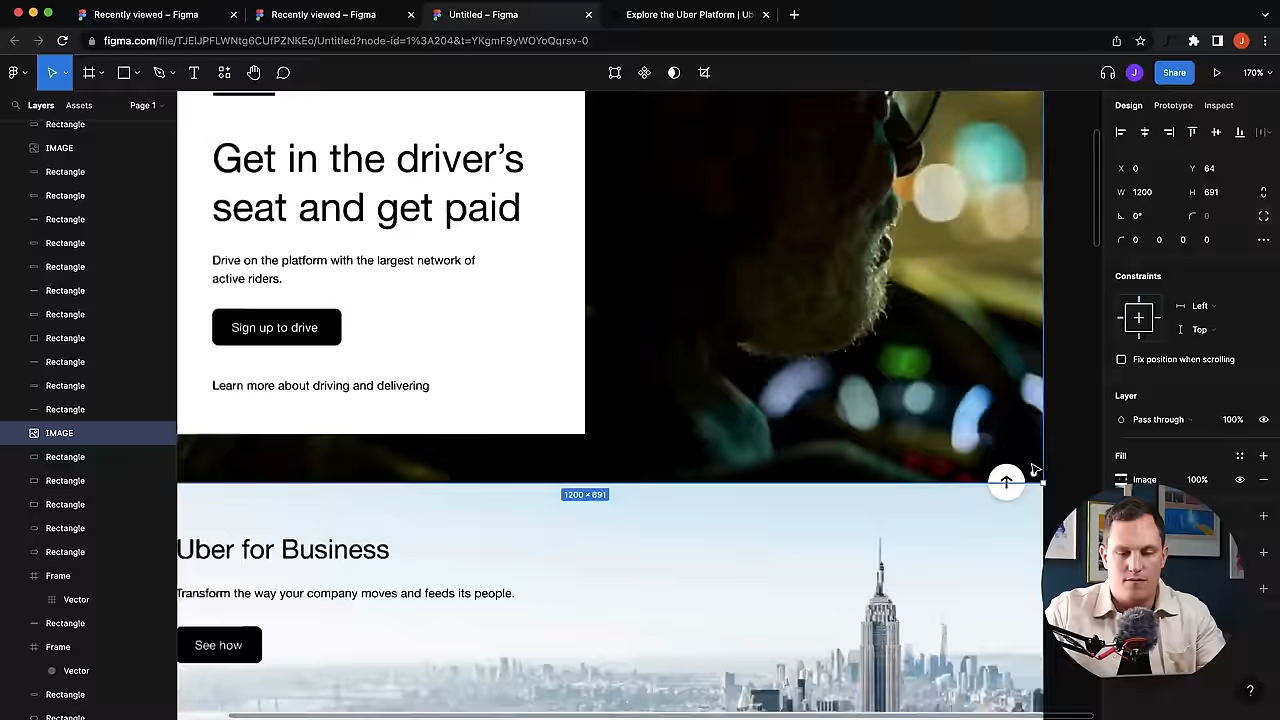 Recently viewed – Figma
Recently viewed – Figma
Untitled – Figma
Explore the Uber Platform | Ub
figma.com/file/TJEIJPFLWNtg6CUfPZNKEo/Untitled?node-id=1%3A204&t=YKgmF9yWOYoQqrsv-0
J
J
Share
170%
Layers
Assets
Page 1
Design
Prototype
Inspect
Rectangle
IMAGE
Rectangle
Rectangle
Rectangle
Rectangle
Rectangle
Rectangle
Rectangle
Rectangle
Rectangle
Rectangle
Rectangle
IMAGE
Rectangle
Rectangle
Rectangle
Rectangle
Rectangle
Frame
Vector
Rectangle
Frame
Vector
Rectangle
Rectangle
Get in the driver’s
seat and get paid
Drive on the platform with the largest network of
active riders.
Sign up to drive
Learn more about driving and delivering
1200 × 691
Uber for Business
Transform the way your company moves and feeds its people.
See how
X 0 Y 64
W 1200 H 691
0° 0
0 0 0 0
Constraints
Left
Top
Fix position when scrolling
Layer
Pass through 100%
Fill
Image 100%
?